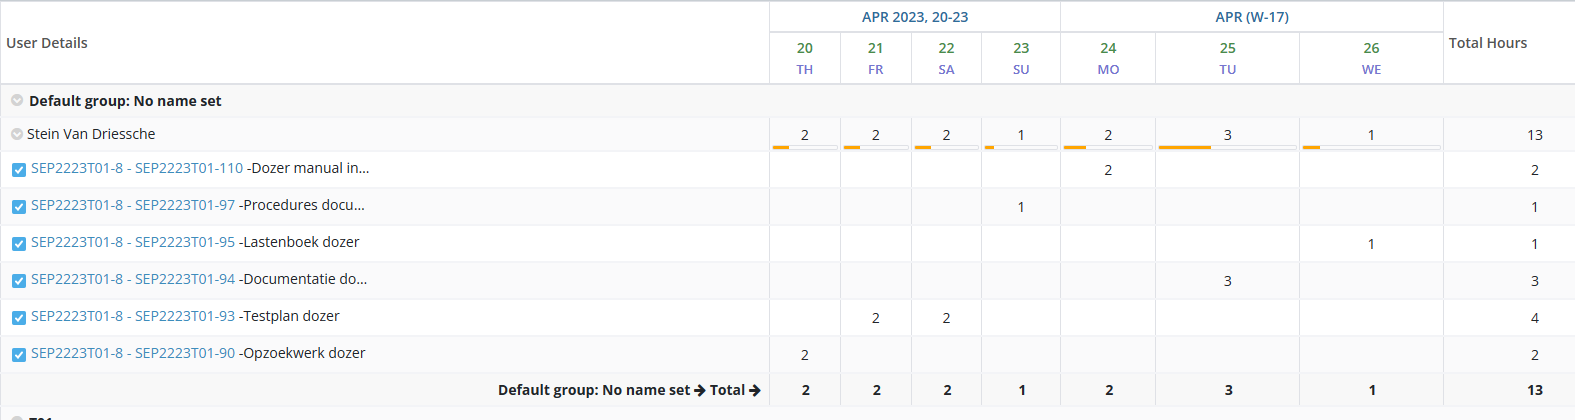 User Details APR 2023, 20-23 APR (W-17) Total Hours
20 21 22 23 24 25 26
TH FR SA SU MO TU WE
Default group: No name set
Stein Van Driessche 2 2 2 1 2 3 1 13
SEP2223T01-8 - SEP2223T01-110 -Dozer manual in... 2 2
SEP2223T01-8 - SEP2223T01-97 -Procedures docu... 1 1
SEP2223T01-8 - SEP2223T01-95 -Lastenboek dozer 1 1
SEP2223T01-8 - SEP2223T01-94 -Documentatie do... 3 3
SEP2223T01-8 - SEP2223T01-93 -Testplan dozer 2 2 4
SEP2223T01-8 - SEP2223T01-90 -Opzoekwerk dozer 2 2
Default group: No name set → Total → 2 2 2 1 2 3 1 13